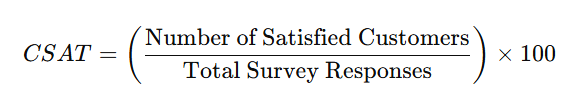 CSAT = ( Number of Satisfied Customers / Total Survey Responses ) × 100